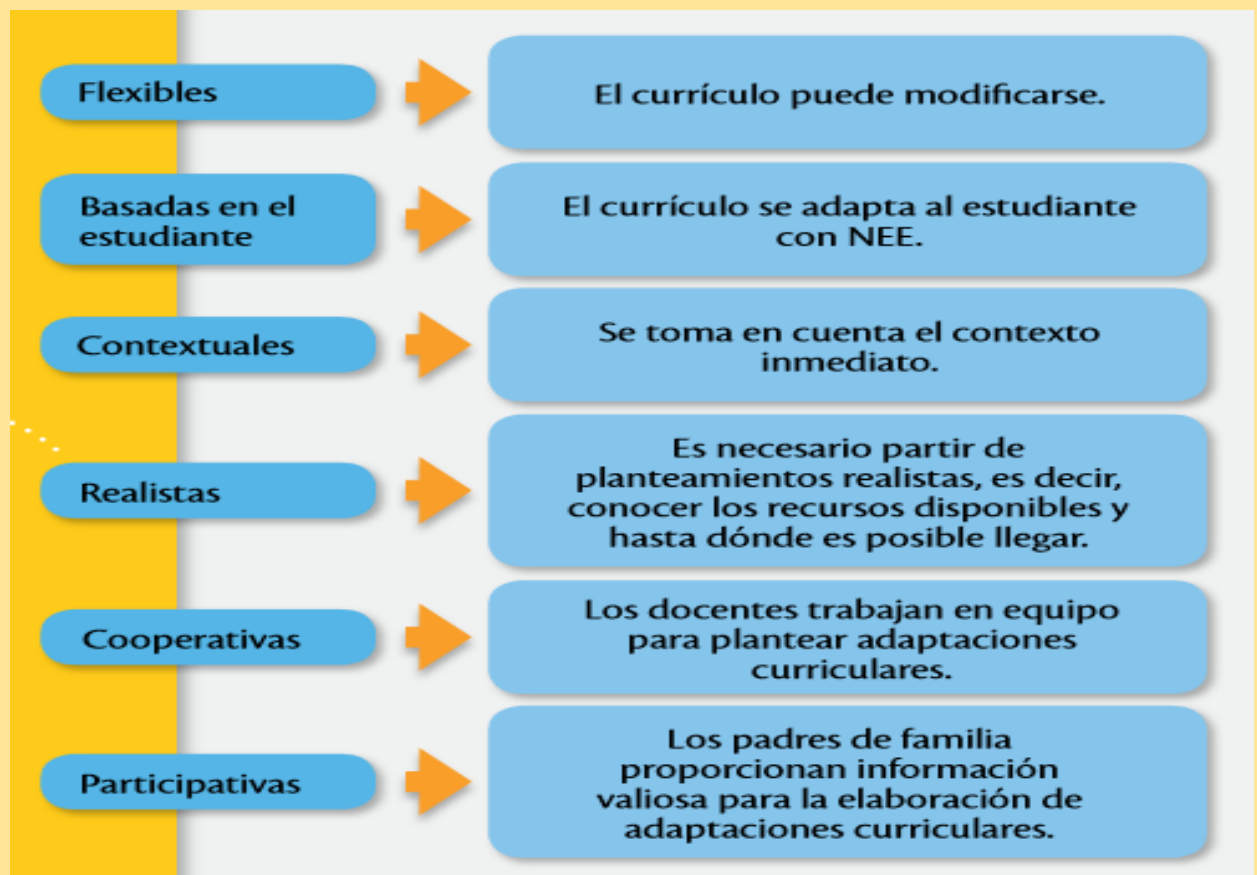 Flexibles
El currículo puede modificarse.
Basadas en el
estudiante
El currículo se adapta al estudiante
con NEE.
Contextuales
Se toma en cuenta el contexto
inmediato.
Realistas
Es necesario partir de
planteamientos realistas, es decir,
conocer los recursos disponibles y
hasta dónde es posible llegar.
Cooperativas
Los docentes trabajan en equipo
para plantear adaptaciones
curriculares.
Participativas
Los padres de familia
proporcionan información
valiosa para la elaboración de
adaptaciones curriculares.